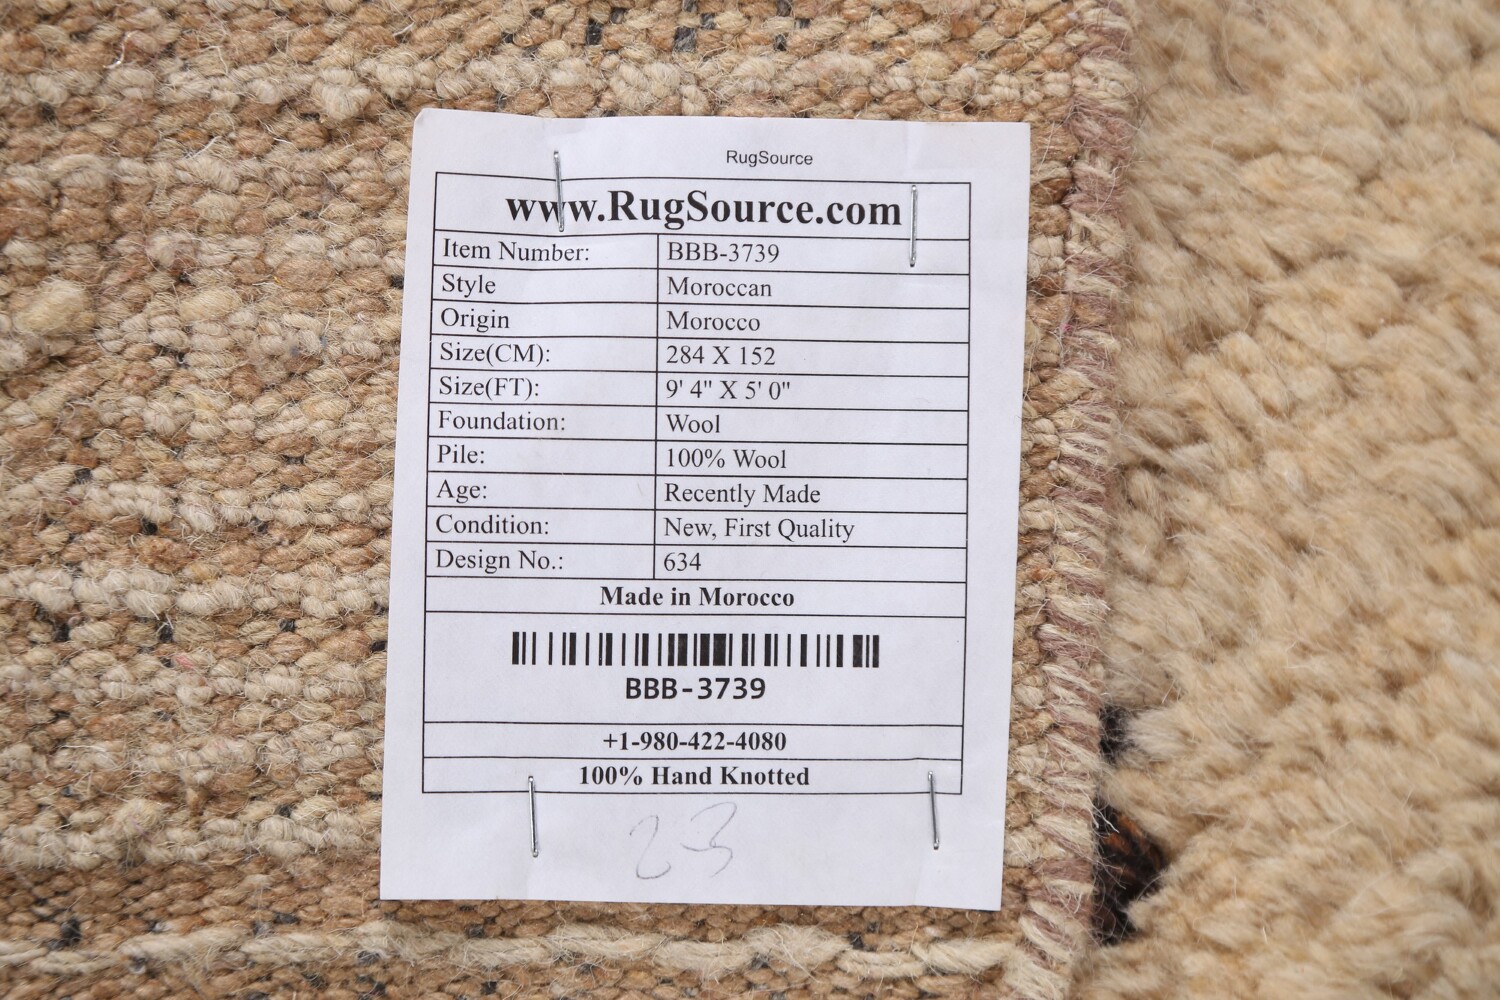 RugSource
www.RugSource.com
Item Number: BBB-3739
Style Moroccan
Origin Morocco
Size(CM): 284 X 152
Size(FT): 9' 4" X 5' 0"
Foundation: Wool
Pile: 100% Wool
Age: Recently Made
Condition: New, First Quality
Design No.: 634
Made in Morocco
BBB-3739
+1-980-422-4080
100% Hand Knotted
23